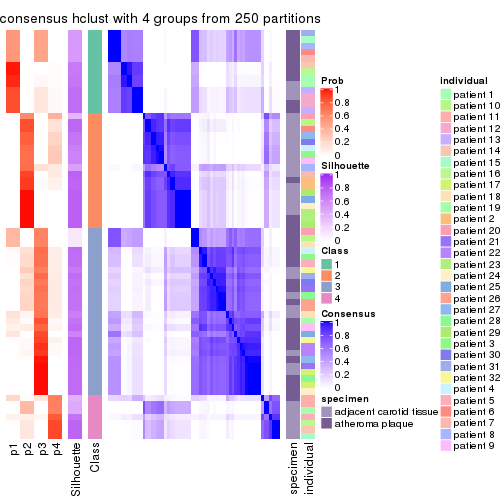 consensus hclust with 4 groups from 250 partitions
Prob
1
0.8
0.6
0.4
0.2
0
Silhouette
1
0.8
0.6
0.4
0.2
0
Class
1
2
3
4
Consensus
1
0.8
0.6
0.4
0.2
0
specimen
adjacent carotid tissue
atheroma plaque
individual
patient 1
patient 10
patient 11
patient 12
patient 13
patient 14
patient 15
patient 16
patient 17
patient 18
patient 19
patient 2
patient 20
patient 21
patient 22
patient 23
patient 24
patient 25
patient 26
patient 27
patient 28
patient 29
patient 3
patient 30
patient 31
patient 32
patient 4
patient 5
patient 6
patient 7
patient 8
patient 9
p1
p2
p3
p4
Silhouette
Class
specimen
individual